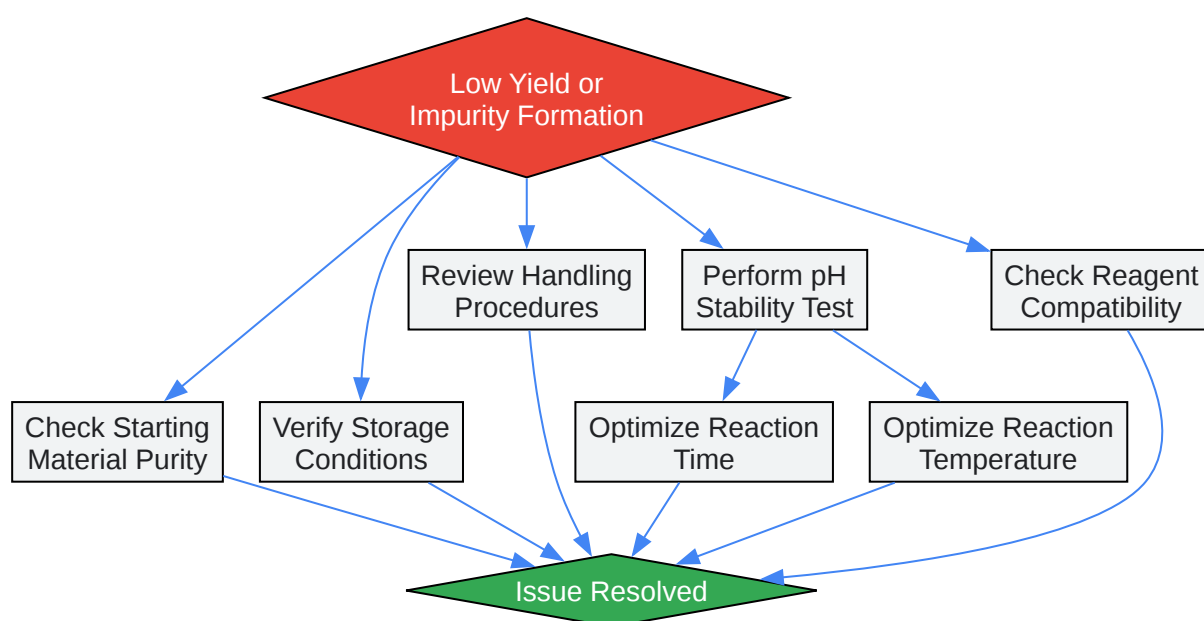 Low Yield or
Impurity Formation
Review Handling
Procedures
Perform pH
Stability Test
Check Reagent
Compatibility
Check Starting
Material Purity
Verify Storage
Conditions
Optimize Reaction
Time
Optimize Reaction
Temperature
Issue Resolved